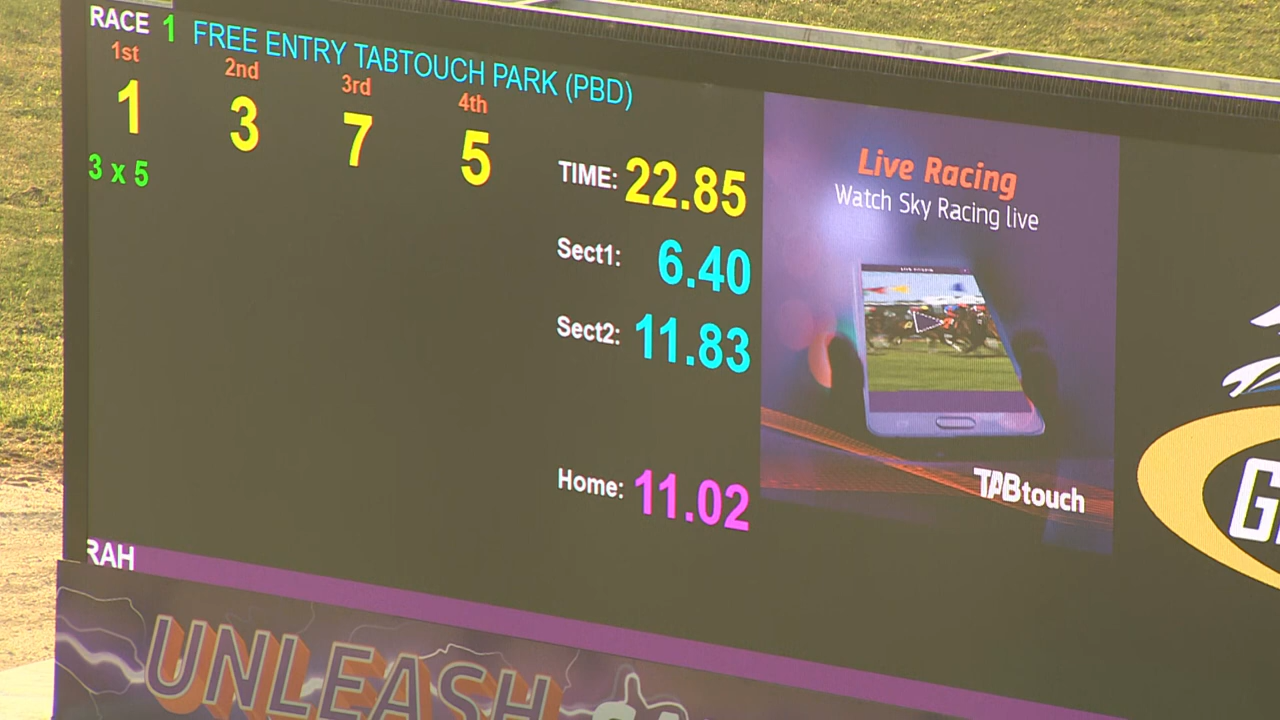 RACE 1 FREE ENTRY TABTOUCH PARK (PBD)
1st 2nd 3rd 4th
1 3 7 5
3 x 5
TIME: 22.85
Sect1: 6.40
Sect2: 11.83
Home: 11.02
Live Racing
Watch Sky Racing live
TABtouch
RAH
UNLEASH